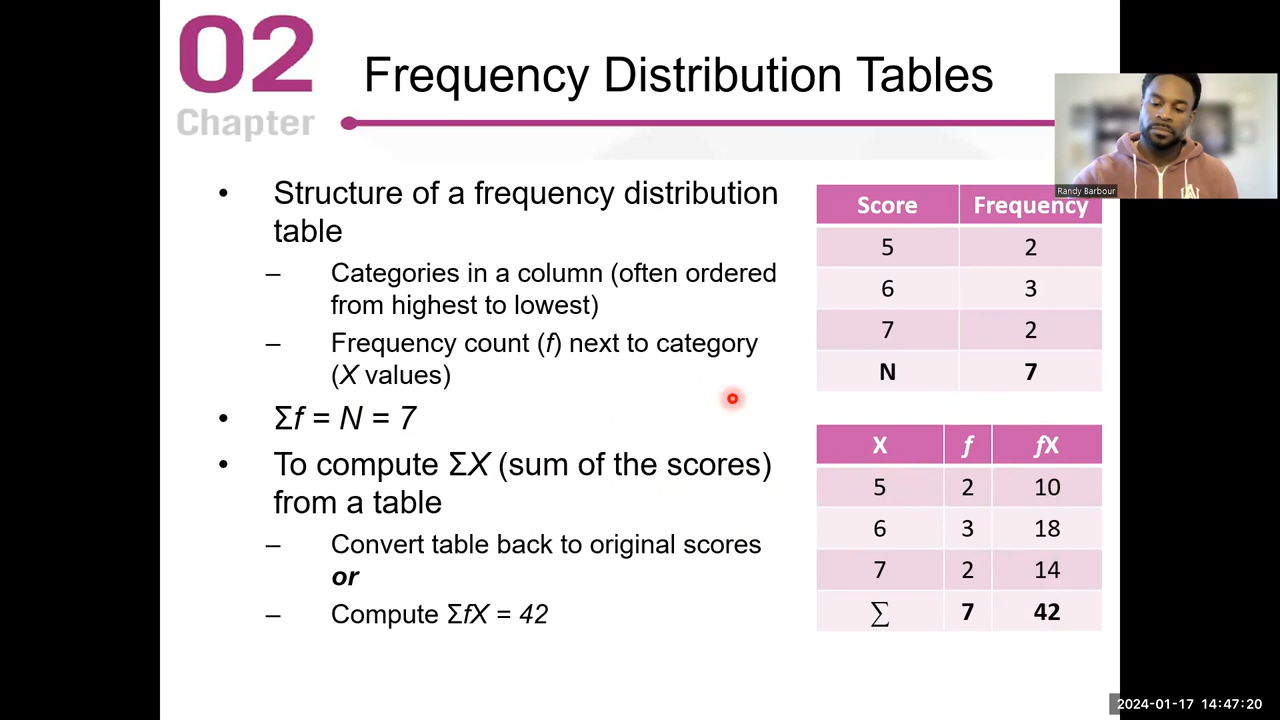 02
Chapter
Frequency Distribution Tables
Randy Barbour
• Structure of a frequency distribution
table
– Categories in a column (often ordered
from highest to lowest)
– Frequency count (f) next to category
(X values)
• Σf = N = 7
• To compute ΣX (sum of the scores)
from a table
– Convert table back to original scores
or
– Compute ΣfX = 42
Score Frequency
5 2
6 3
7 2
N 7
X f fX
5 2 10
6 3 18
7 2 14
∑ 7 42
2024-01-17 14:47:20